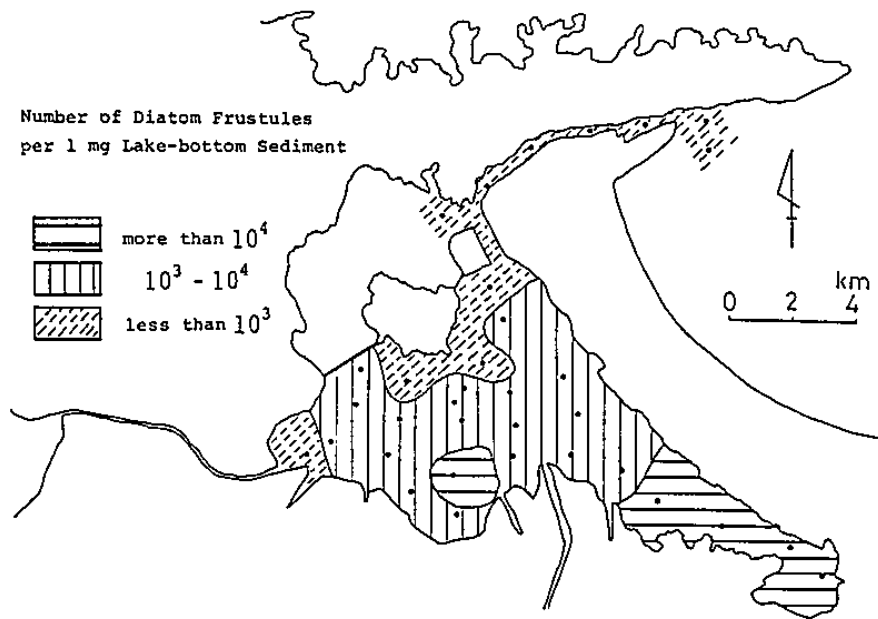 Number of Diatom Frustules
per 1 mg Lake-bottom Sediment
more than 10⁴
10³ - 10⁴
less than 10³
km
0 2 4